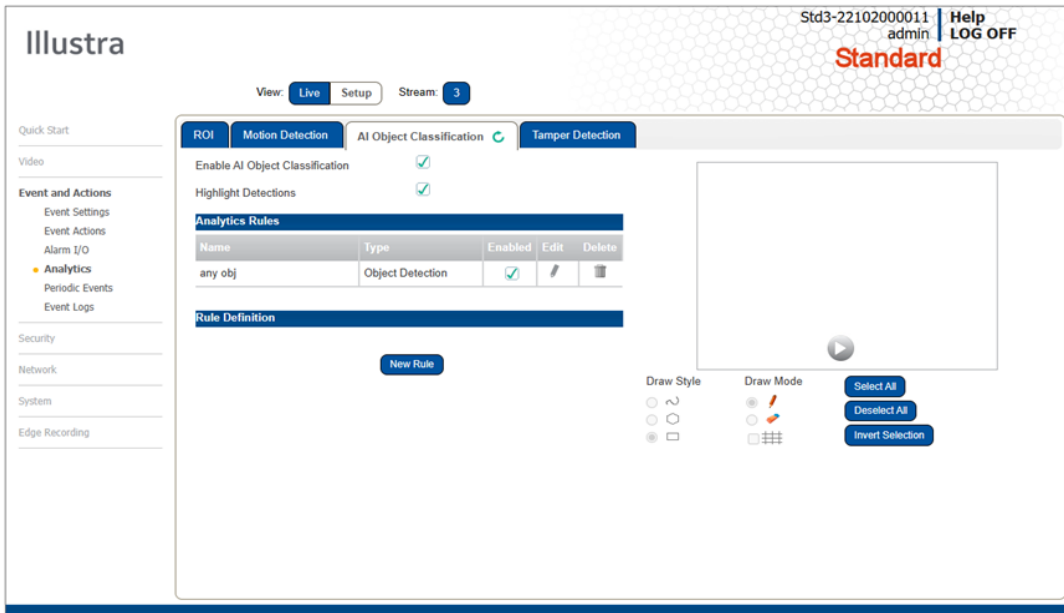 Std3-22102000011 Help
admin LOG OFF
Illustra
Standard
View: Live Setup Stream: 3
Quick Start
Video
Event and Actions
Event Settings
Event Actions
Alarm I/O
Analytics
Periodic Events
Event Logs
Security
Network
System
Edge Recording
ROI Motion Detection AI Object Classification Tamper Detection
Enable AI Object Classification
Highlight Detections
Analytics Rules
Name Type Enabled Edit Delete
any obj Object Detection
Rule Definition
New Rule
Draw Style Draw Mode
Select All
Deselect All
Invert Selection